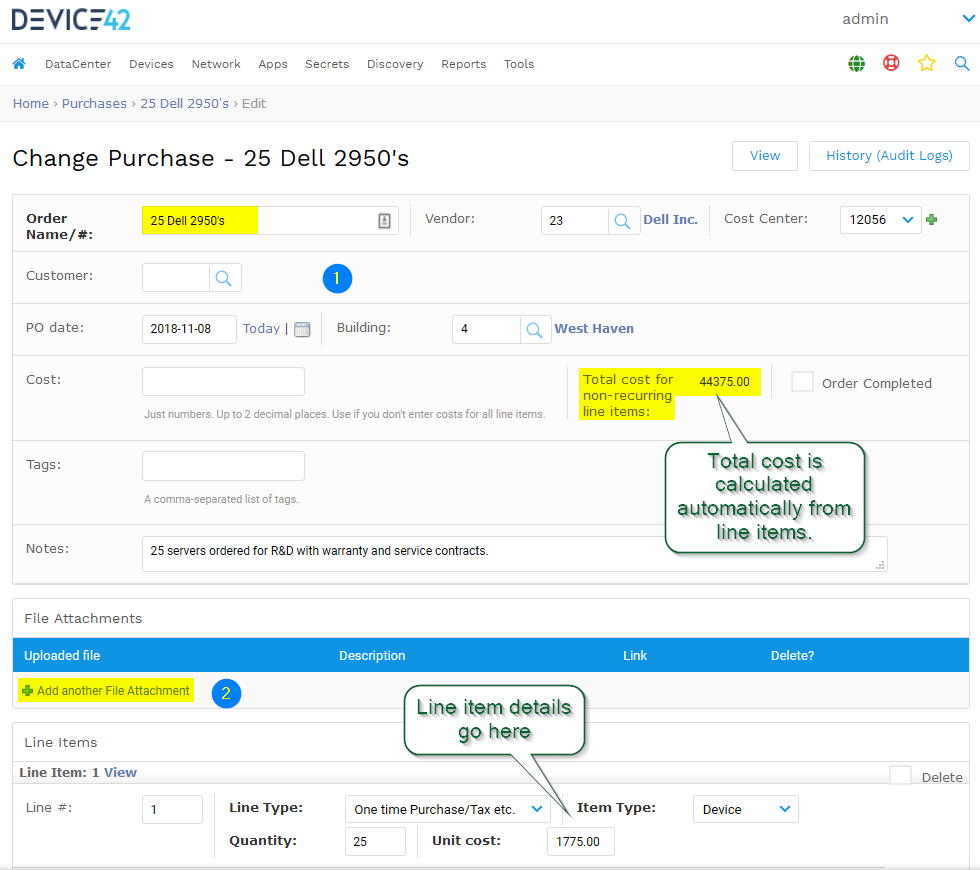 DEVICE42
admin
DataCenter Devices Network Apps Secrets Discovery Reports Tools
Home › Purchases › 25 Dell 2950's › Edit
Change Purchase - 25 Dell 2950's
View
History (Audit Logs)
Order
Name/#:
25 Dell 2950's
Vendor:
23
Dell Inc.
Cost Center:
12056
Customer:
1
PO date:
2018-11-08
Today |
Building:
4
West Haven
Cost:
Just numbers. Up to 2 decimal places. Use if you don't enter costs for all line items.
Total cost for
non-recurring
line items:
44375.00
Order Completed
Total cost is
calculated
automatically from
line items.
Tags:
A comma-separated list of tags.
Notes:
25 servers ordered for R&D with warranty and service contracts.
File Attachments
Uploaded file Description Link Delete?
Add another File Attachment
2
Line item details
go here
Line Items
Line Item: 1 View
Delete
Line #:
1
Line Type:
One time Purchase/Tax etc.
Item Type:
Device
Quantity:
25
Unit cost:
1775.00